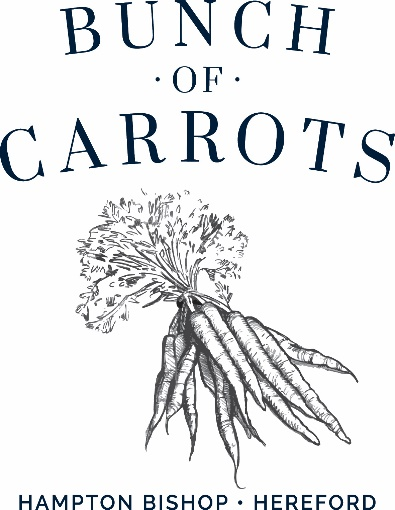 BUNCH
·OF·
CARROTS
HAMPTON BISHOP · HEREFORD